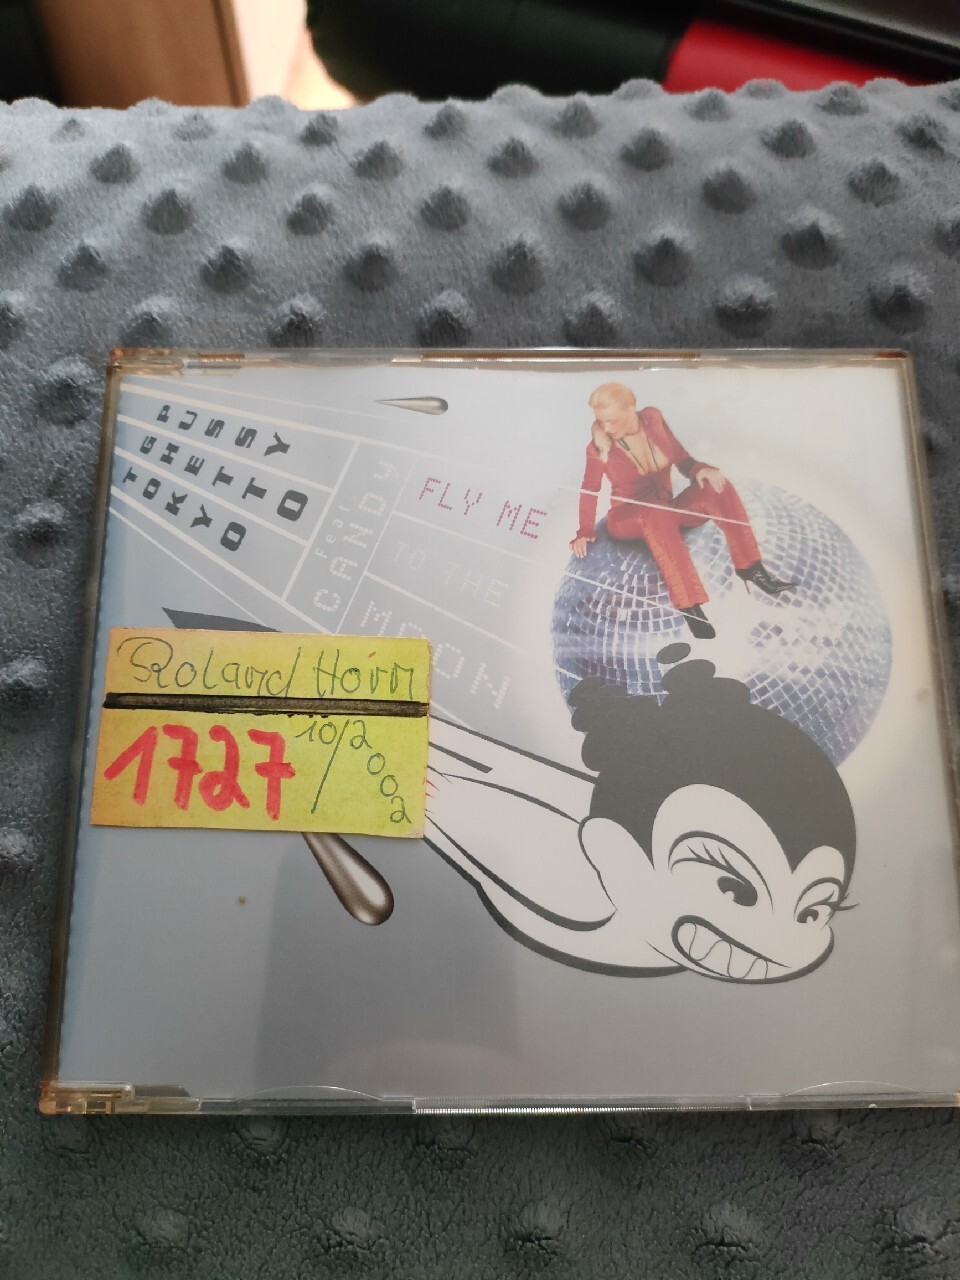 PUSSY
GHETTO
TOKYO
Feat
CANDY
FLY ME
TO THE
MOON
Roland Horn
1727 10/2002